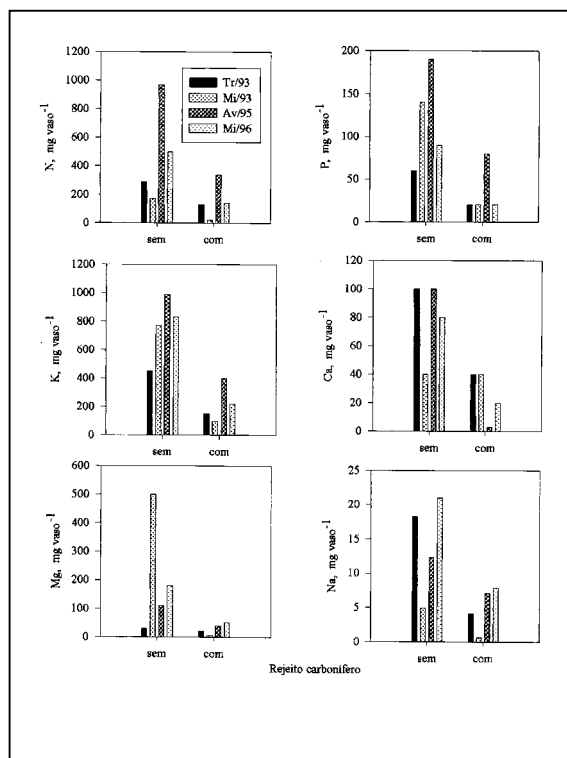 N, mg vaso⁻¹
1200
1000
800
600
400
200
0
Tr/93
Mi/93
Av/95
Mi/96
sem com
P, mg vaso⁻¹
200
150
100
50
0
sem com
K, mg vaso⁻¹
1200
1000
800
600
400
200
0
sem com
Ca, mg vaso⁻¹
120
100
80
60
40
20
0
sem com
Mg, mg vaso⁻¹
600
500
400
300
200
100
0
sem com
Na, mg vaso⁻¹
25
20
15
10
5
0
sem com
Rejeito carbonífero